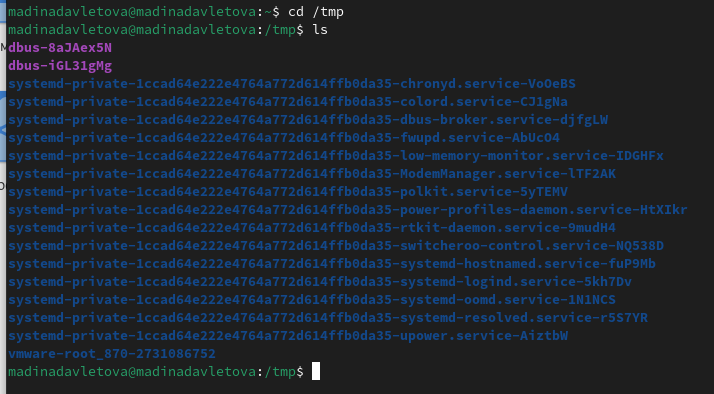 madinadavletova@madinadavletova:~$ cd /tmp
madinadavletova@madinadavletova:/tmp$ ls
dbus-8aJAex5N
dbus-iGL31gMg
systemd-private-1ccad64e222e4764a772d614ffb0da35-chronyd.service-VoOeBS
systemd-private-1ccad64e222e4764a772d614ffb0da35-colord.service-CJ1gNa
systemd-private-1ccad64e222e4764a772d614ffb0da35-dbus-broker.service-djfgLW
systemd-private-1ccad64e222e4764a772d614ffb0da35-fwupd.service-AbUcO4
systemd-private-1ccad64e222e4764a772d614ffb0da35-low-memory-monitor.service-IDGHFx
systemd-private-1ccad64e222e4764a772d614ffb0da35-ModemManager.service-lTF2AK
systemd-private-1ccad64e222e4764a772d614ffb0da35-polkit.service-5yTEMV
systemd-private-1ccad64e222e4764a772d614ffb0da35-power-profiles-daemon.service-HtXIkr
systemd-private-1ccad64e222e4764a772d614ffb0da35-rtkit-daemon.service-9mudH4
systemd-private-1ccad64e222e4764a772d614ffb0da35-switcheroo-control.service-NQ538D
systemd-private-1ccad64e222e4764a772d614ffb0da35-systemd-hostnamed.service-fuP9Mb
systemd-private-1ccad64e222e4764a772d614ffb0da35-systemd-logind.service-5kh7Dv
systemd-private-1ccad64e222e4764a772d614ffb0da35-systemd-oomd.service-1N1NCS
systemd-private-1ccad64e222e4764a772d614ffb0da35-systemd-resolved.service-r5S7YR
systemd-private-1ccad64e222e4764a772d614ffb0da35-upower.service-AiztbW
vmware-root_870-2731086752
madinadavletova@madinadavletova:/tmp$